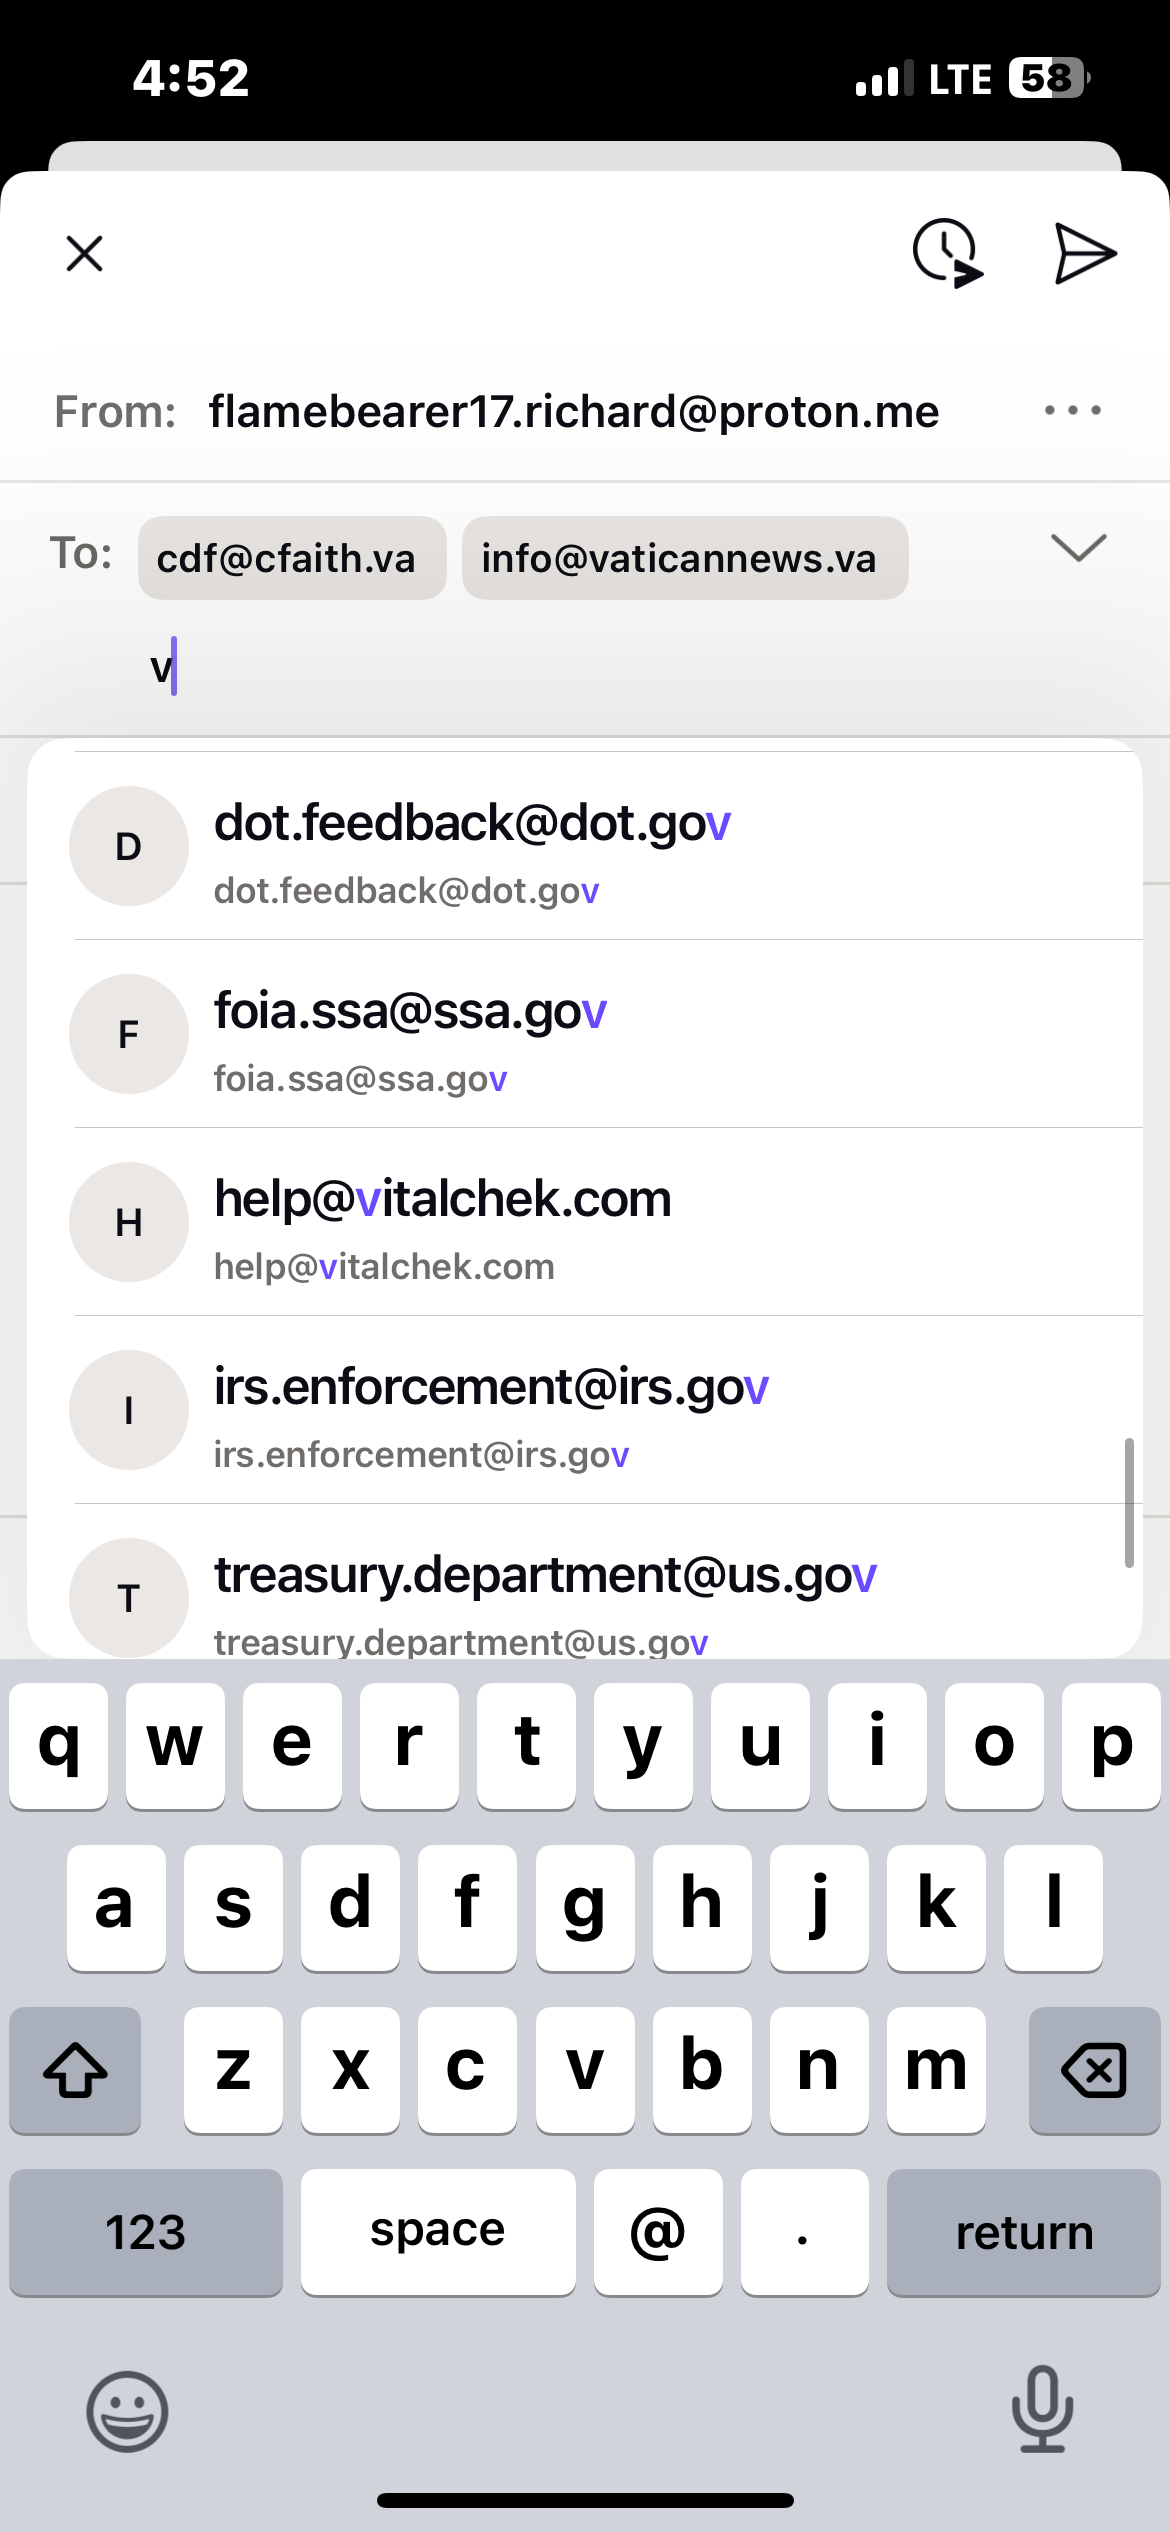 4:52 LTE 58
From: flamebearer17.richard@proton.me
To: cdf@cfaith.va info@vaticannews.va
v
D
dot.feedback@dot.gov
dot.feedback@dot.gov
F
foia.ssa@ssa.gov
foia.ssa@ssa.gov
H
help@vitalchek.com
help@vitalchek.com
I
irs.enforcement@irs.gov
irs.enforcement@irs.gov
T
treasury.department@us.gov
treasury.department@us.gov
q w e r t y u i o p
a s d f g h j k l
z x c v b n m
123 space @ . return